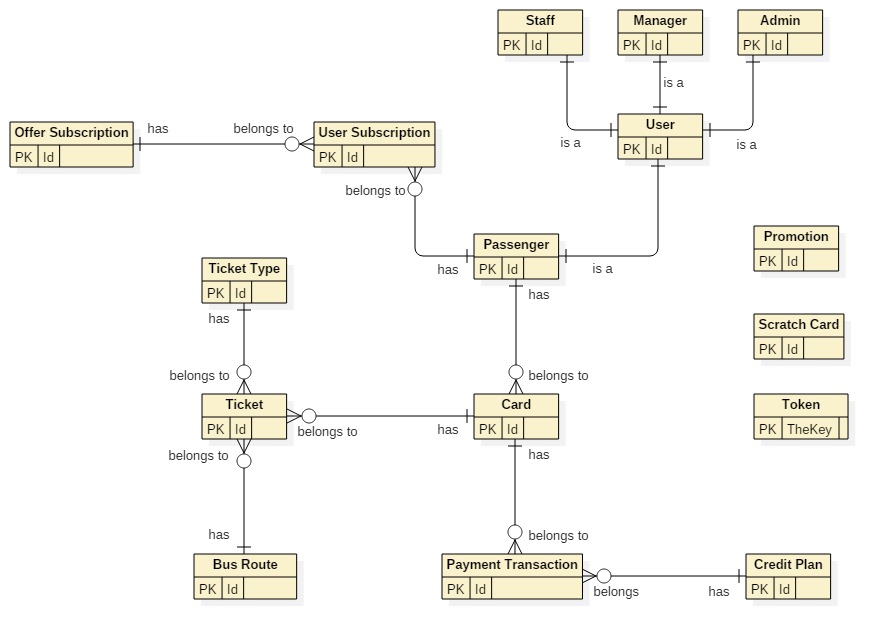 Staff
PK Id
Manager
PK Id
Admin
PK Id
is a
User
PK Id
is a
is a
Offer Subscription
PK Id
has
belongs to
User Subscription
PK Id
belongs to
Passenger
PK Id
has
is a
has
Promotion
PK Id
Ticket Type
PK Id
has
Scratch Card
PK Id
belongs to
belongs to
Ticket
PK Id
belongs to
has
Card
PK Id
Token
PK TheKey
belongs to
has
has
belongs to
Bus Route
PK Id
Payment Transaction
PK Id
belongs
has
Credit Plan
PK Id